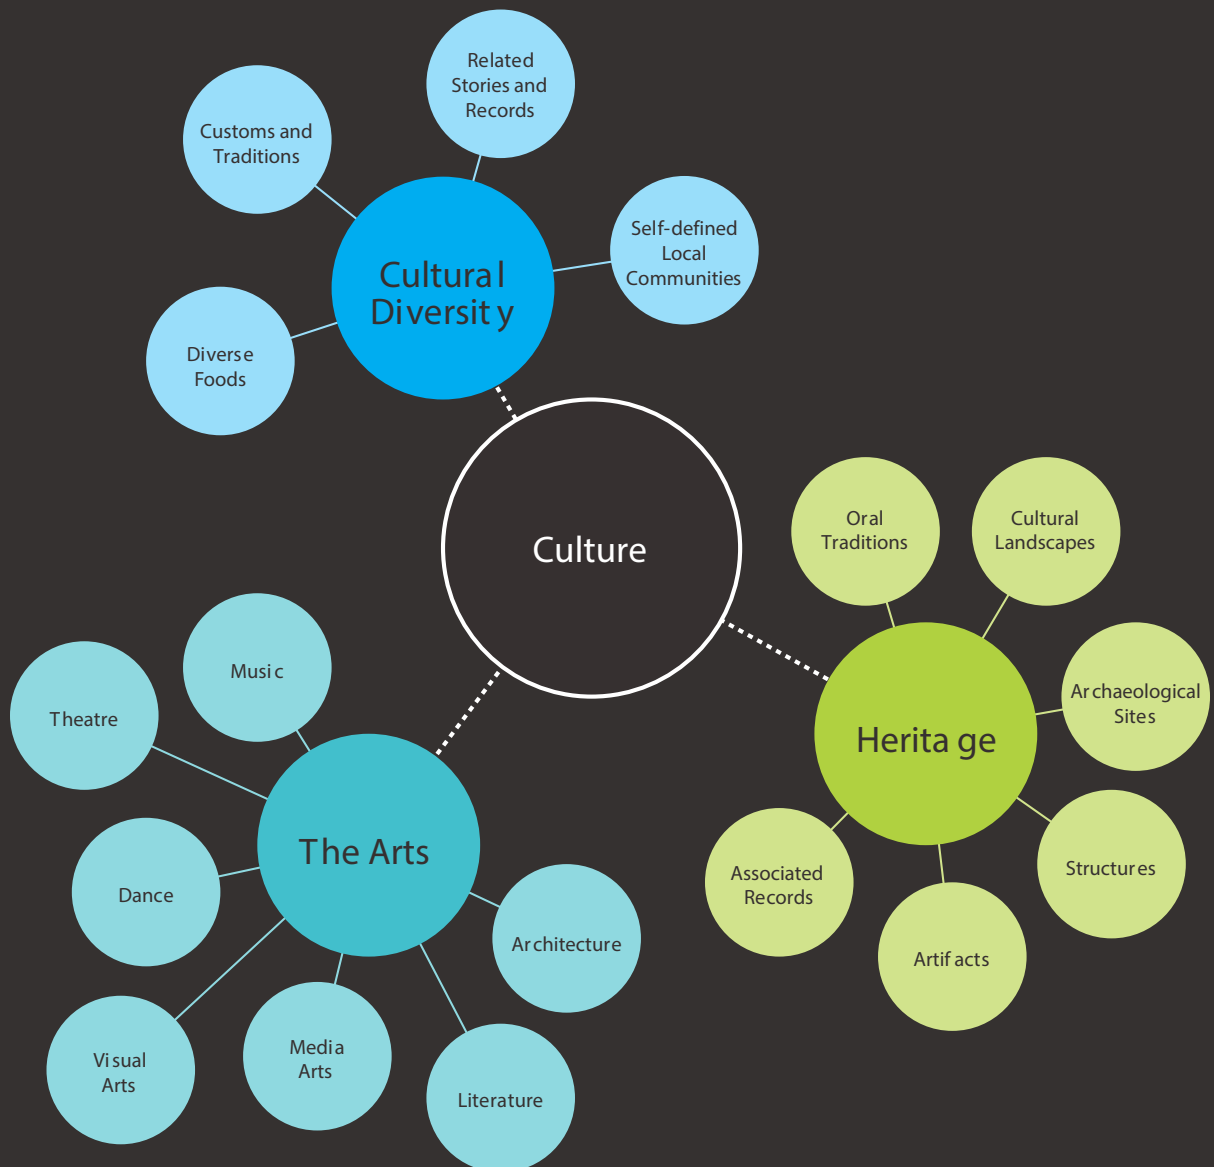 Related
Stories and
Records
Customs and
Traditions
Self-defined
Local
Communities
Cultural
Diversity
Diverse
Foods
Culture
Oral
Traditions
Cultural
Landscapes
Archaeological
Sites
Heritage
Structures
Associated
Records
Artifacts
Music
Theatre
The Arts
Dance
Architecture
Visual
Arts
Media
Arts
Literature